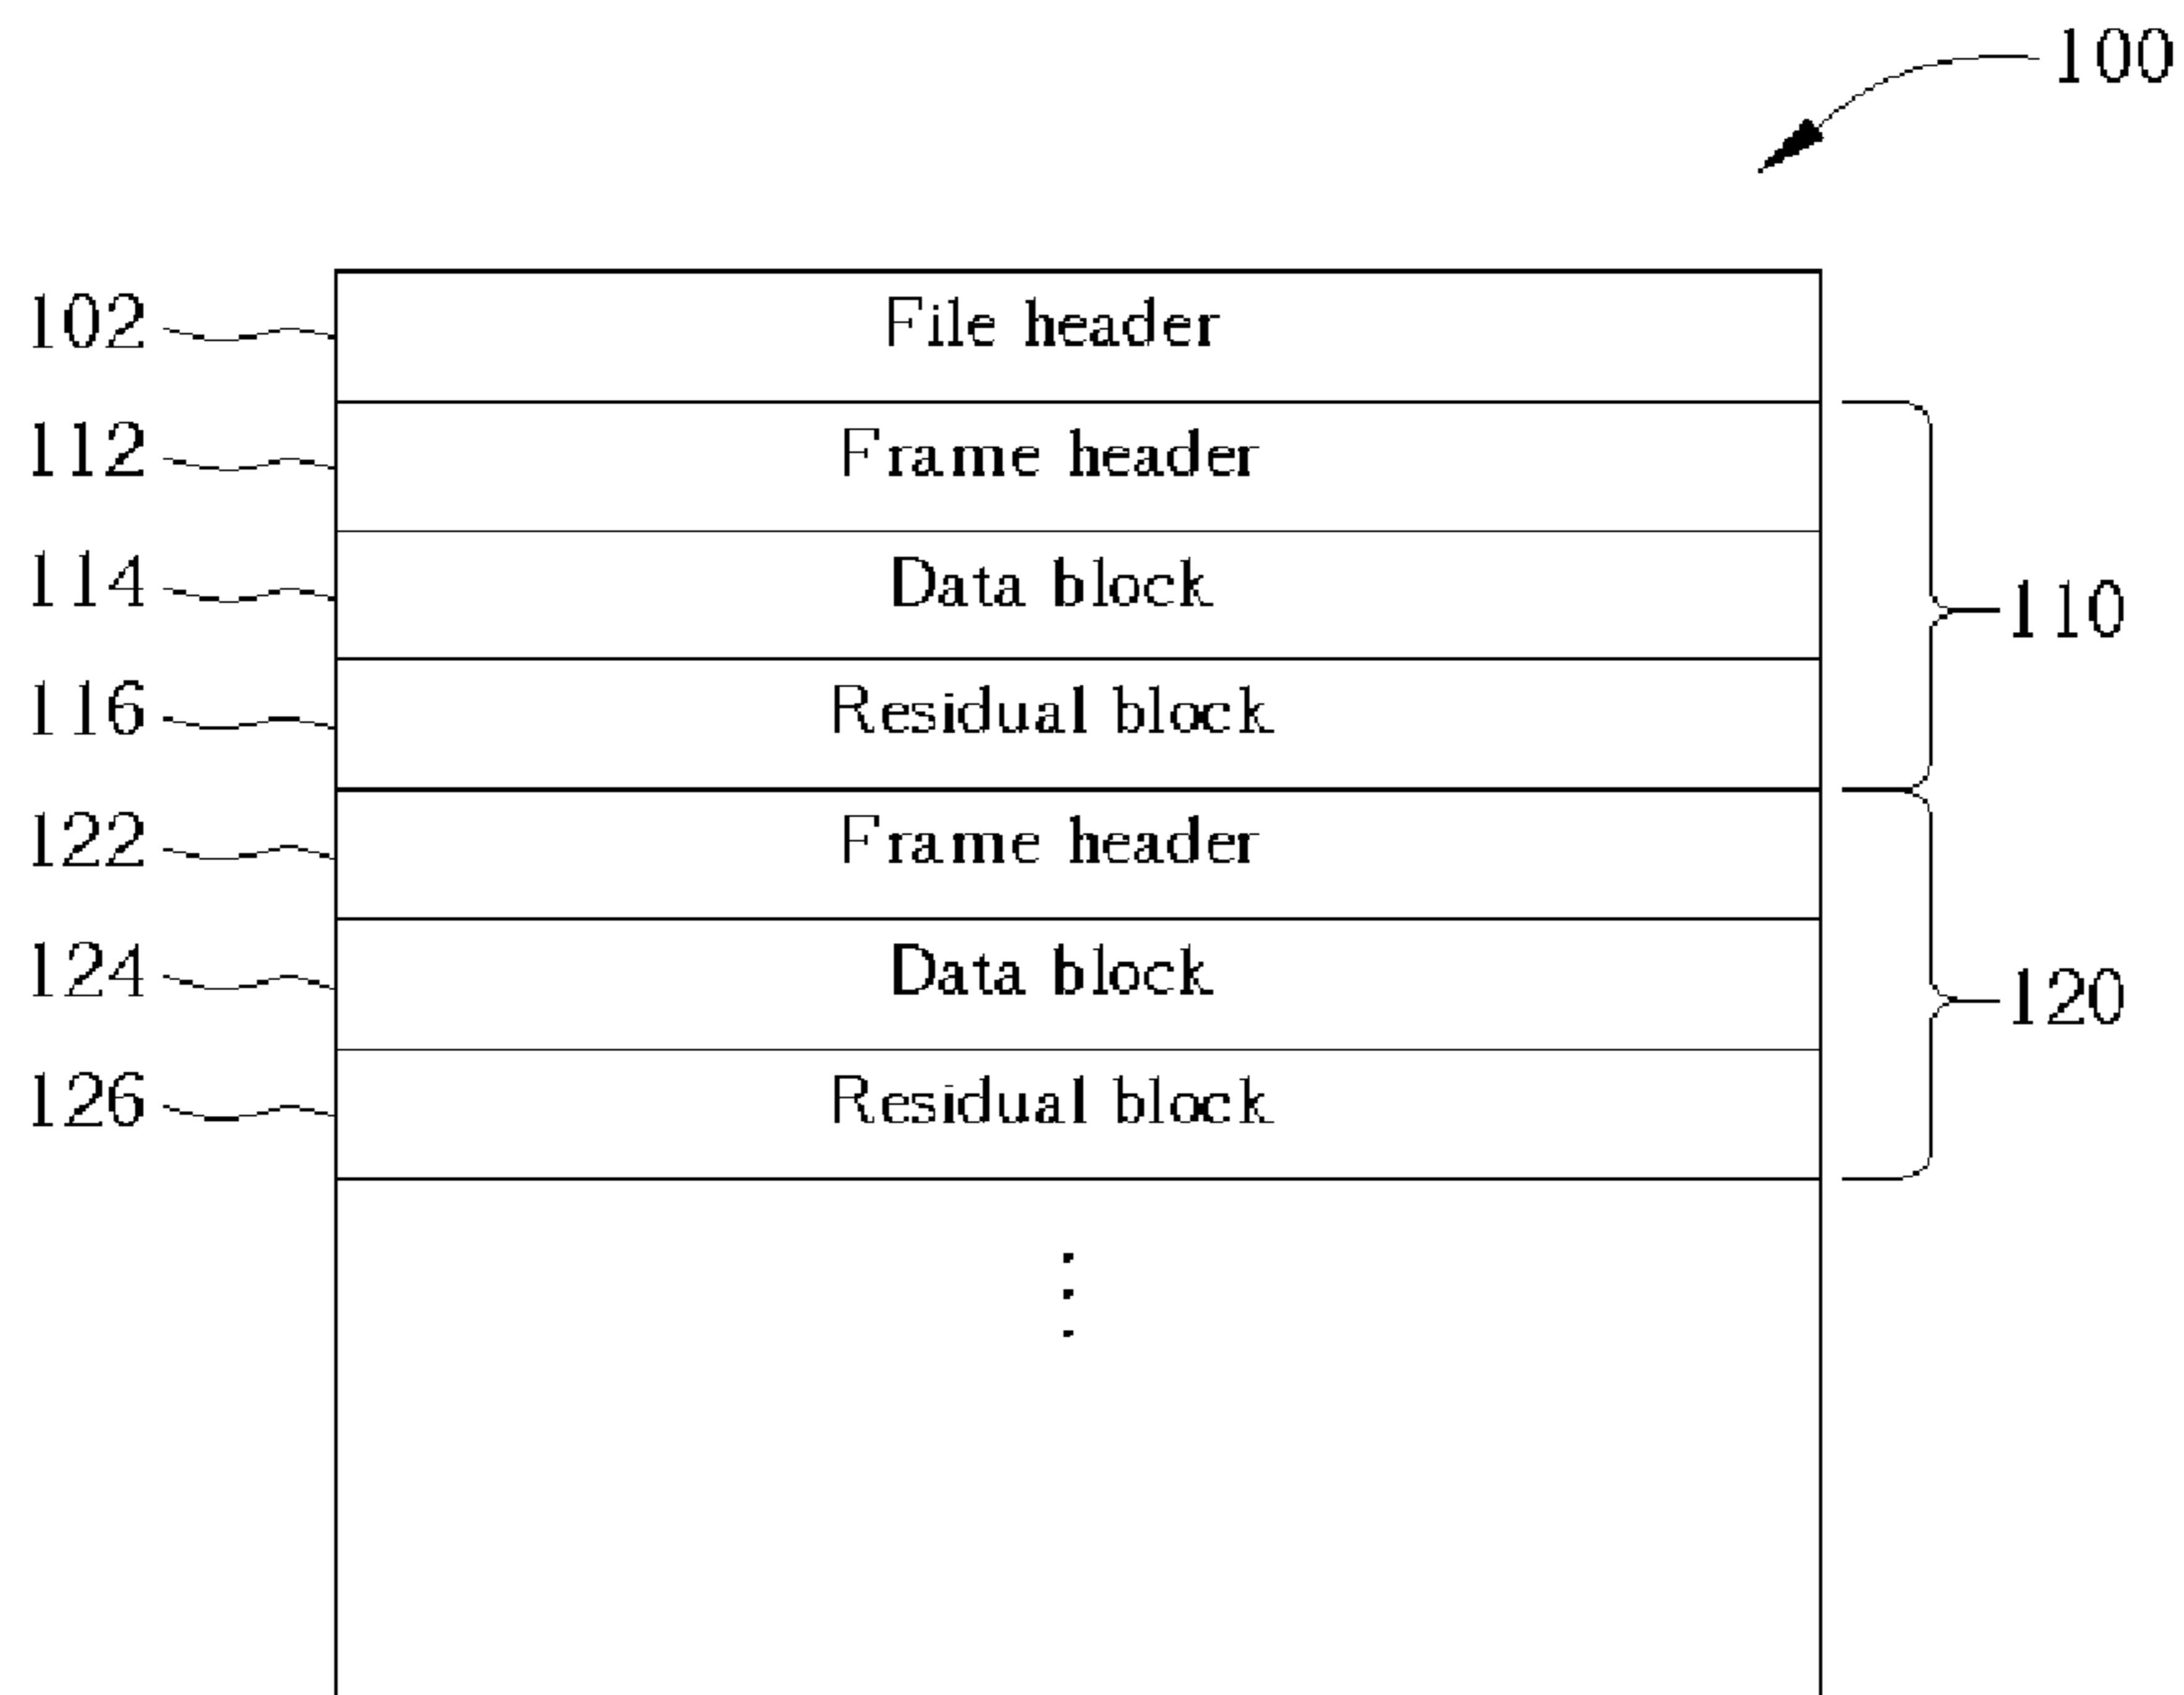 100
102 File header
112 Frame header
114 Data block
110
116 Residual block
122 Frame header
124 Data block
120
126 Residual block